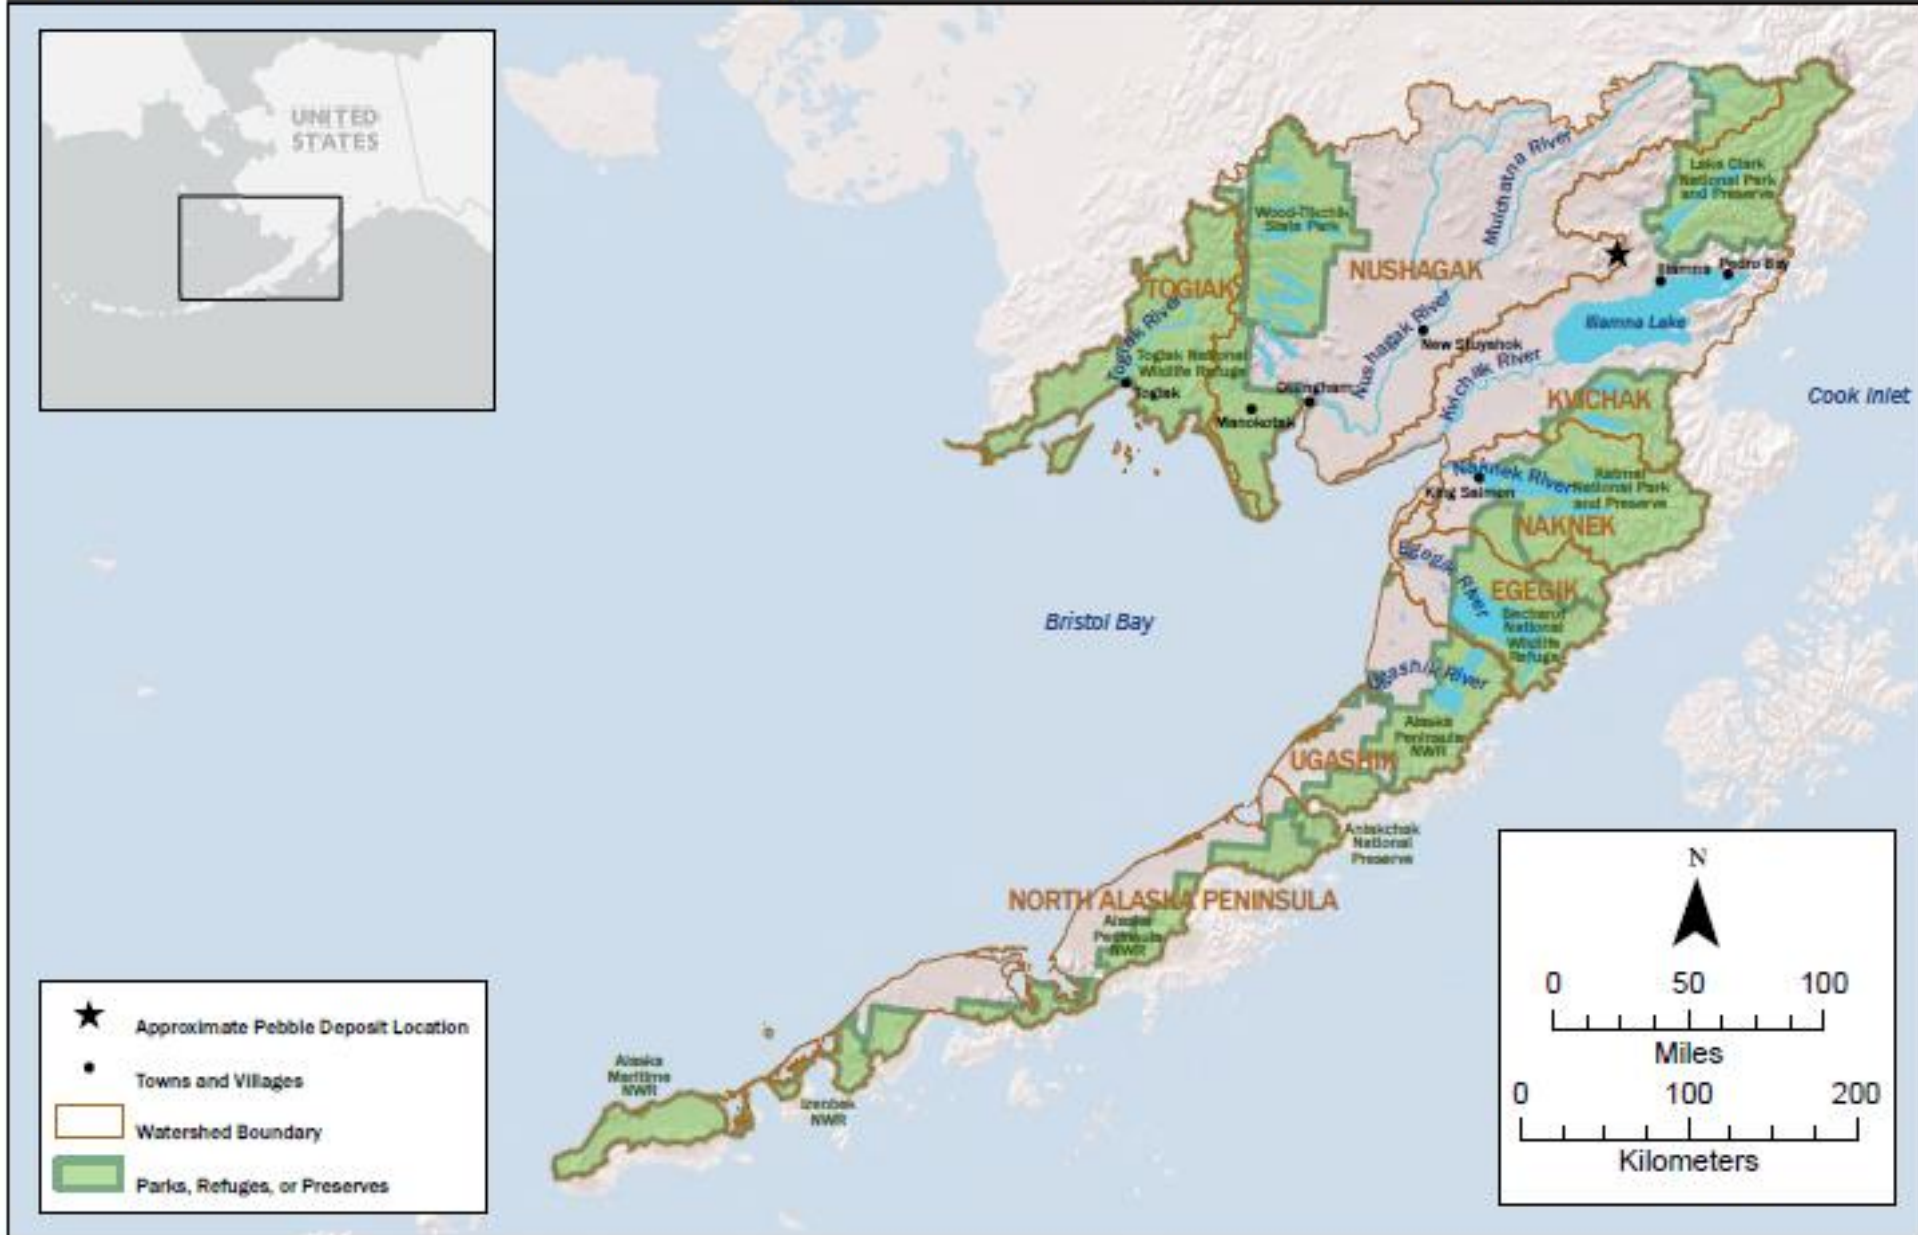 UNITED
STATES
Mulchatna River
Lake Clark
National Park
and Preserve
Wood-Tikchik
State Park
NUSHAGAK
TOGIAK
Iliamna
Pedro Bay
Togiak River
Nushagak River
Iliamna Lake
New Stuyahok
Togiak National
Wildlife Refuge
Kvichak River
Togiak
Dillingham
Manokotak
KVICHAK
Cook Inlet
Naknek River
Katmai
National Park
and Preserve
King Salmon
NAKNEK
Egegik River
EGEGIK
Becharof
National
Wildlife
Refuge
Bristol Bay
Ugashik River
Alaska
Peninsula
NWR
UGASHIK
Aniakchak
National
Preserve
NORTH ALASKA PENINSULA
Alaska
Peninsula
NWR
Alaska
Maritime
NWR
Izembek
NWR
Approximate Pebble Deposit Location
Towns and Villages
Watershed Boundary
Parks, Refuges, or Preserves
N
0 50 100
Miles
0 100 200
Kilometers